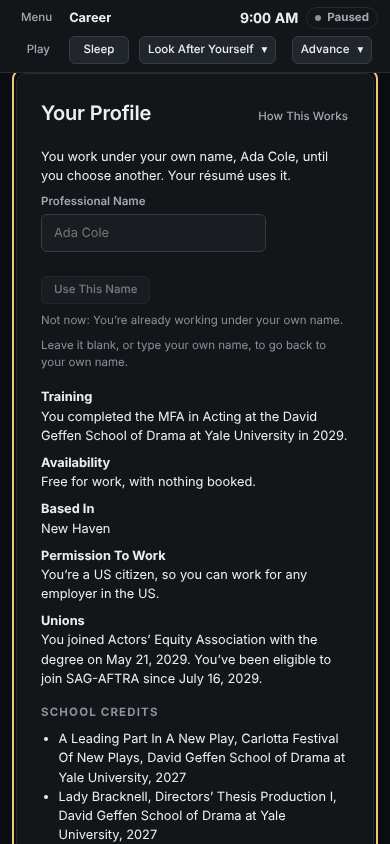 Menu Career 9:00 AM Paused
Play Sleep Look After Yourself ▾ Advance ▾
Your Profile How This Works
You work under your own name, Ada Cole, until
you choose another. Your résumé uses it.
Professional Name
Ada Cole
Use This Name
Not now: You’re already working under your own name.
Leave it blank, or type your own name, to go back to
your own name.
Training
You completed the MFA in Acting at the David
Geffen School of Drama at Yale University in 2029.
Availability
Free for work, with nothing booked.
Based In
New Haven
Permission To Work
You’re a US citizen, so you can work for any
employer in the US.
Unions
You joined Actors’ Equity Association with the
degree on May 21, 2029. You’ve been eligible to
join SAG-AFTRA since July 16, 2029.
SCHOOL CREDITS
• A Leading Part In A New Play, Carlotta Festival
Of New Plays, David Geffen School of Drama at
Yale University, 2027
• Lady Bracknell, Directors’ Thesis Production I,
David Geffen School of Drama at Yale
University, 2027